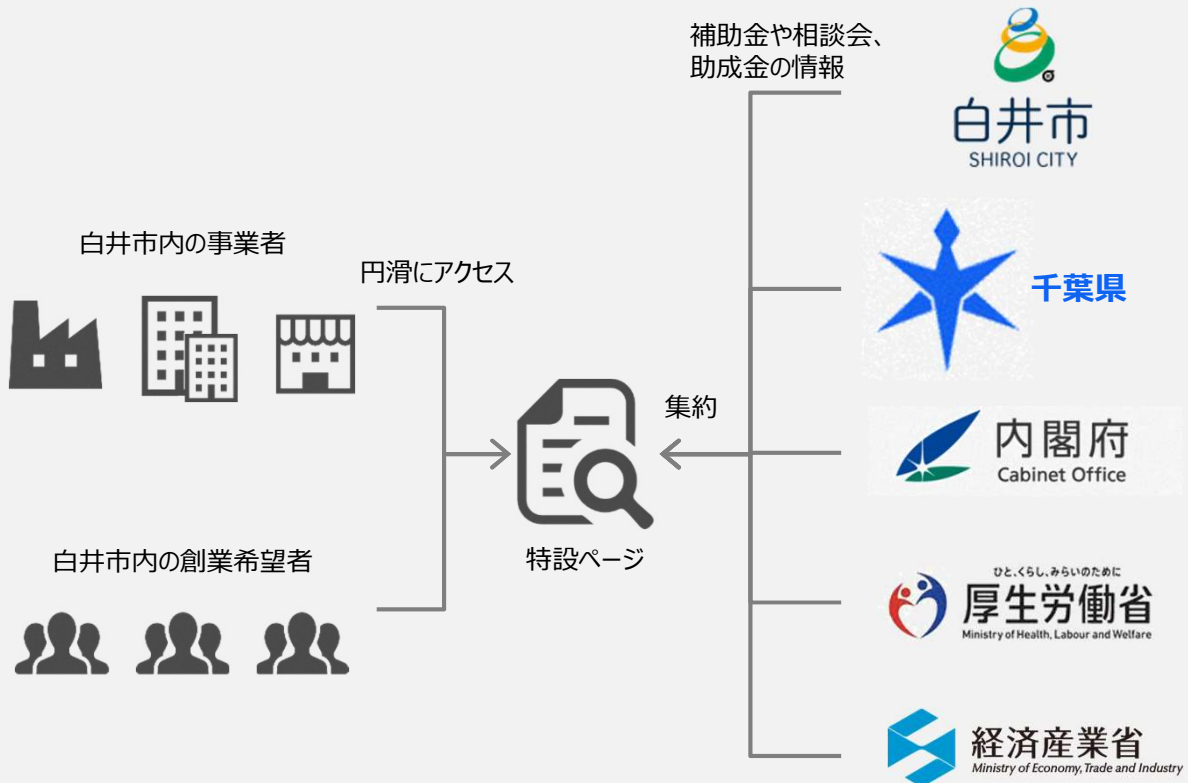 補助金や相談会、
助成金の情報
白井市
SHIROI CITY
白井市内の事業者
円滑にアクセス
千葉県
集約
内閣府
Cabinet Office
白井市内の創業希望者
特設ページ
ひと、くらし、みらいのために
厚生労働省
Ministry of Health, Labour and Welfare
経済産業省
Ministry of Economy, Trade and Industry